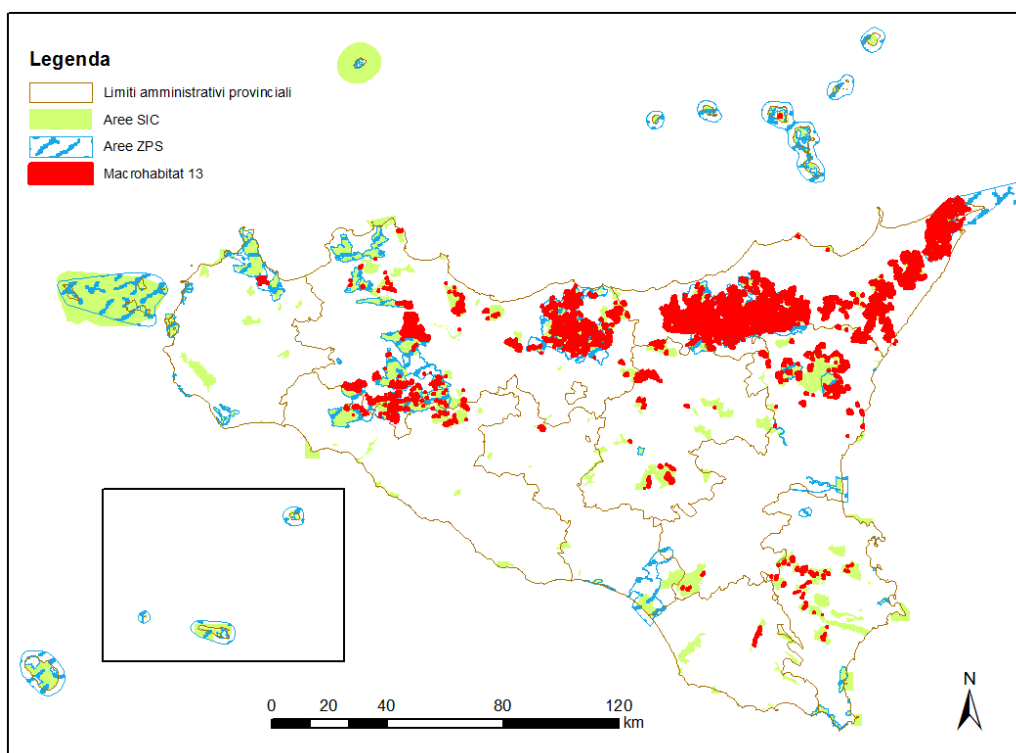 Legenda
Limiti amministrativi provinciali
Aree SIC
Aree ZPS
Macrohabitat 13
N
0 20 40 80 120
km